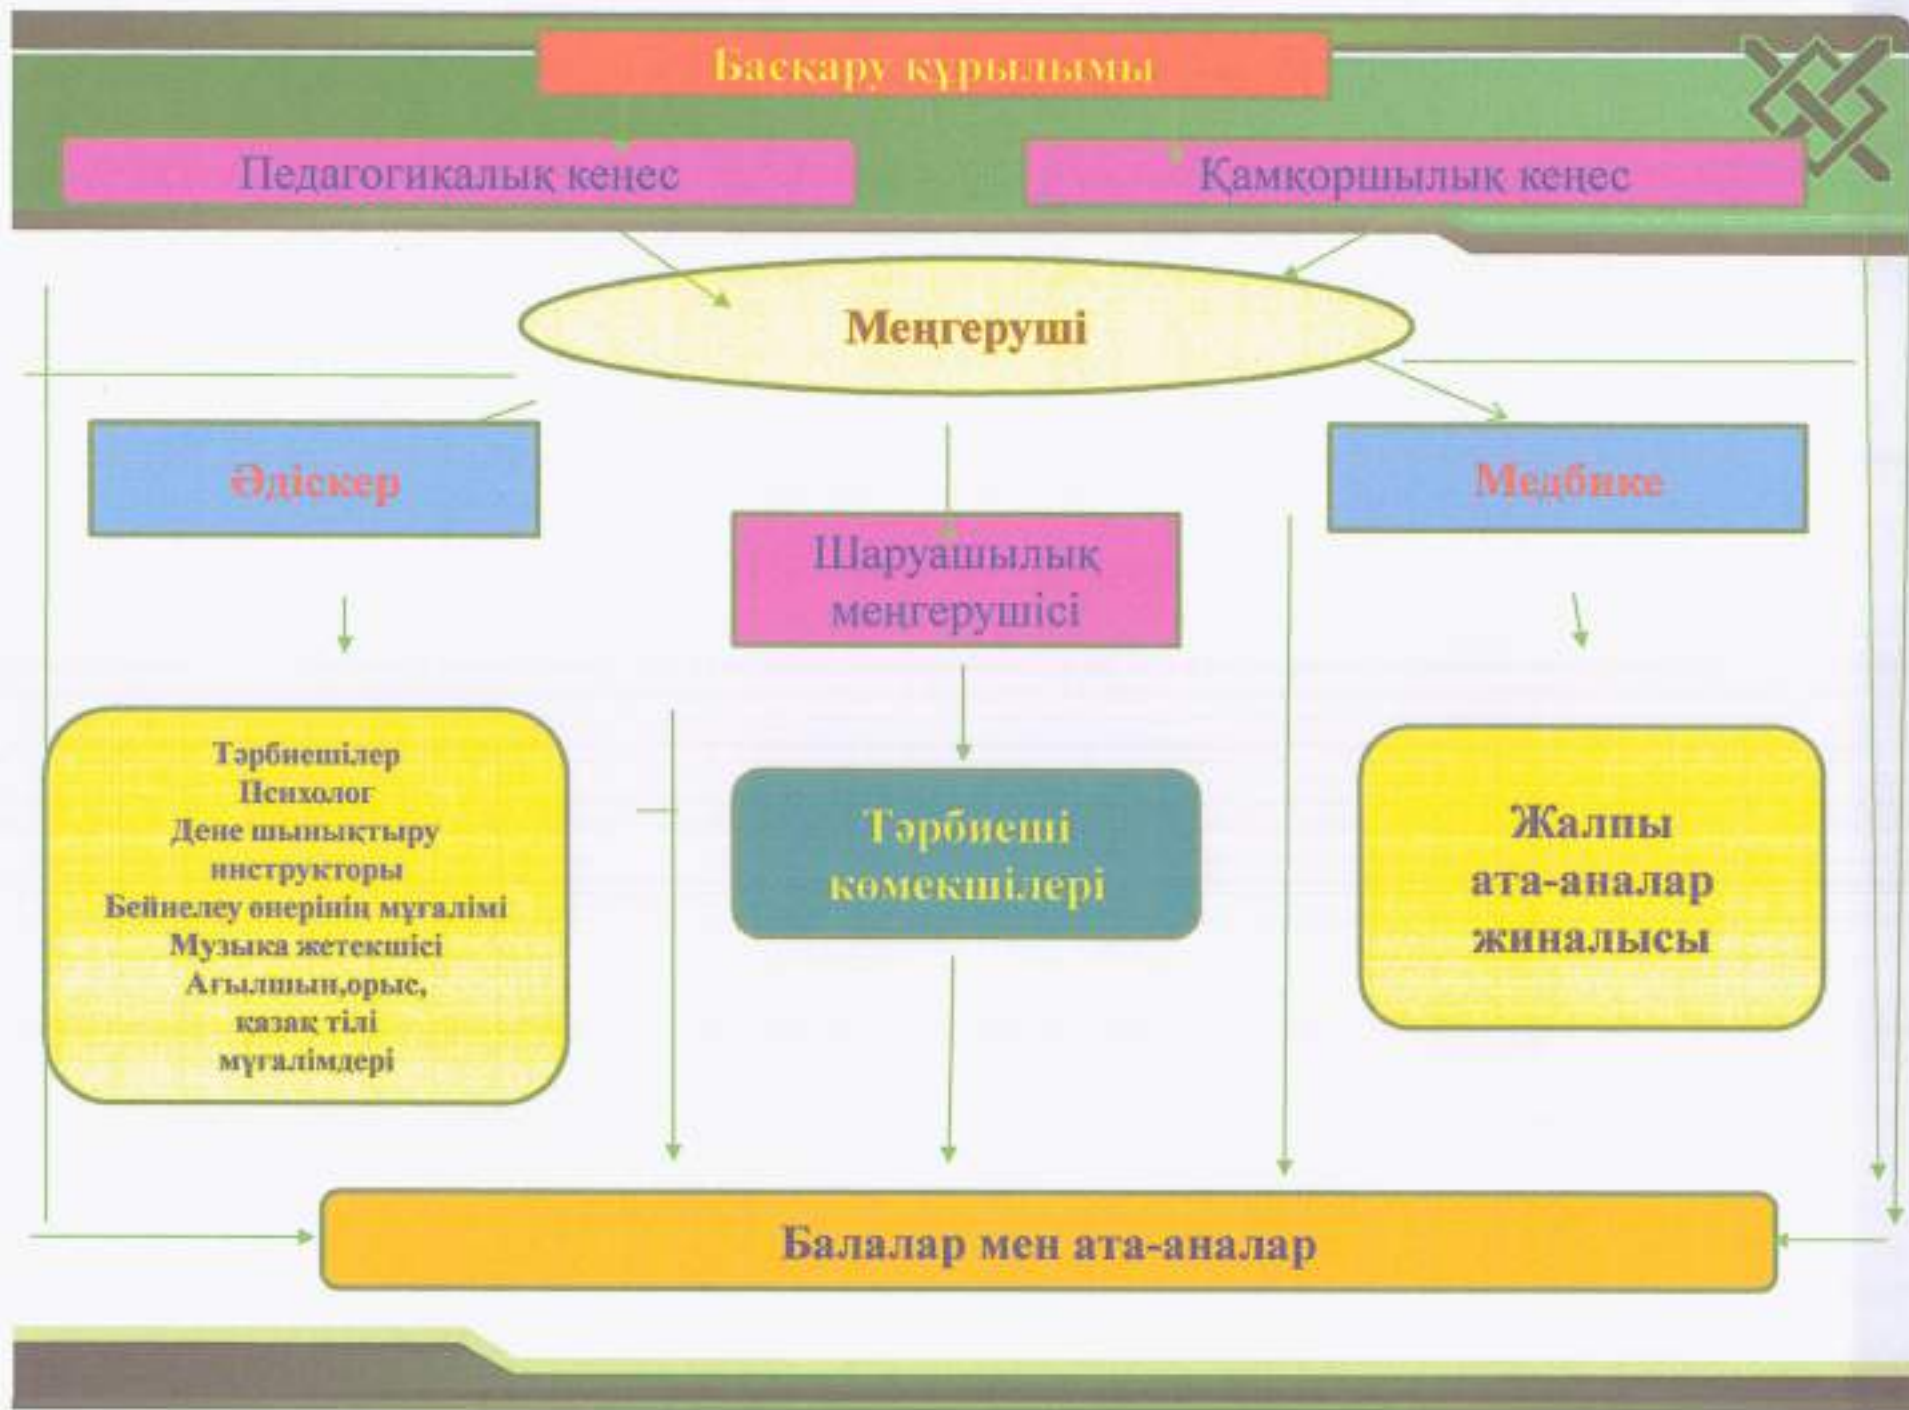 Басқару құрылымы
Педагогикалық кеңес
Қамқоршылық кеңес
Меңгеруші
Әдіскер
Медбике
Шаруашылық
меңгерушісі
Тәрбиешілер
Психолог
Дене шынықтыру
инструкторы
Бейнелеу өнерінің мұғалімі
Музыка жетекшісі
Ағылшын,орыс,
қазақ тілі
мұғалімдері
Тәрбиеші
көмекшілері
Жалпы
ата-аналар
жиналысы
Балалар мен ата-аналар